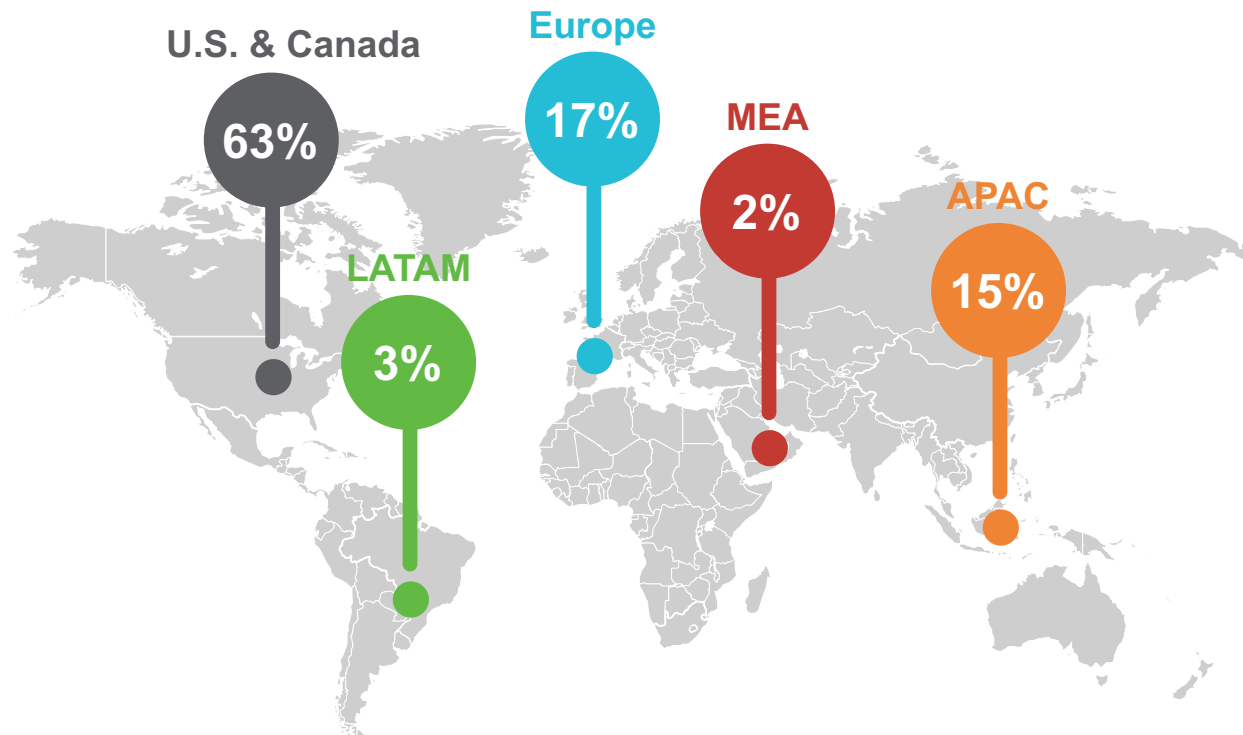 U.S. & Canada
63%
Europe
17%
MEA
2%
APAC
15%
LATAM
3%